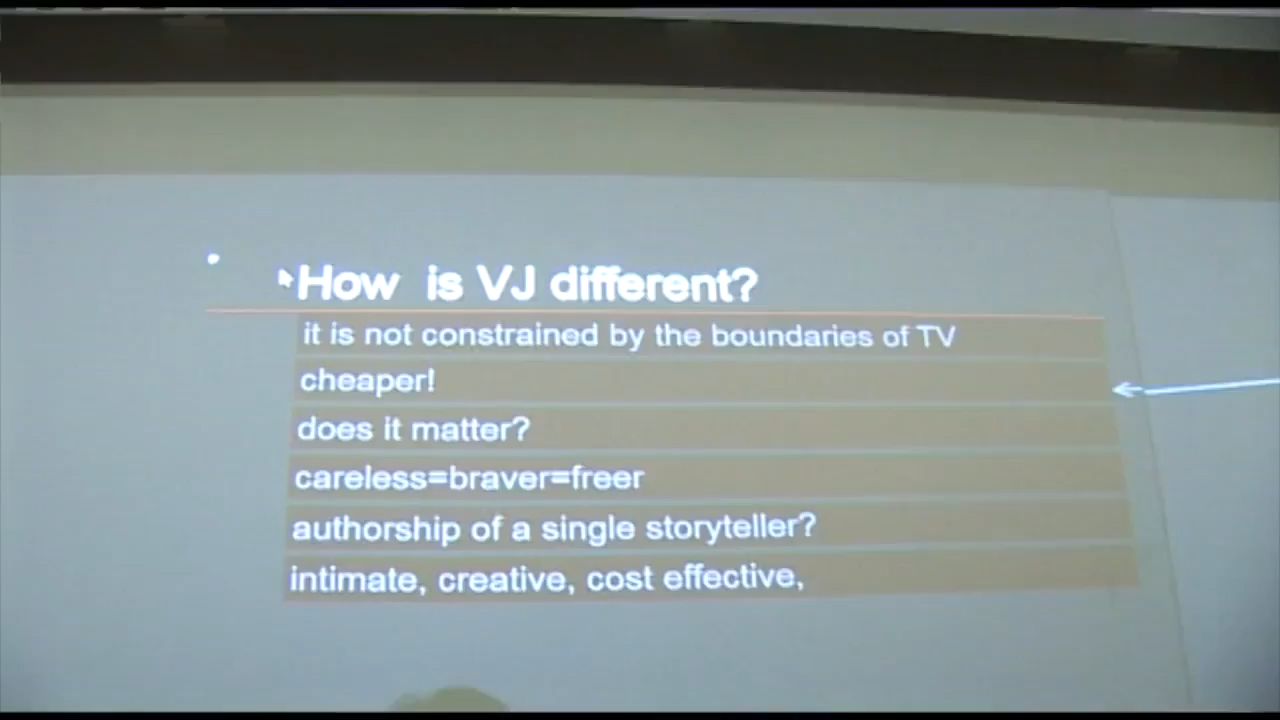 How is VJ different?
it is not constrained by the boundaries of TV
cheaper!
does it matter?
careless=braver=freer
authorship of a single storyteller?
intimate, creative, cost effective,